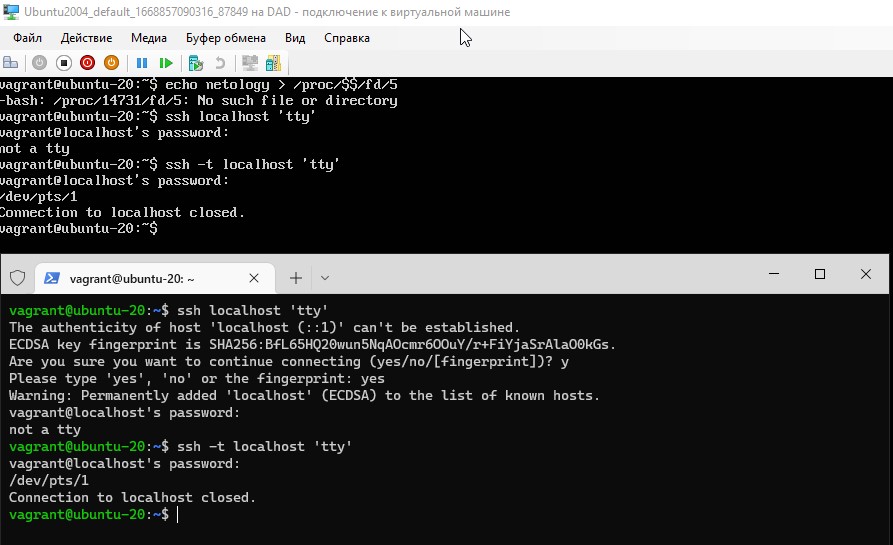 Ubuntu2004_default_1668857090316_87849 на DAD - подключение к виртуальной машине
Файл Действие Медиа Буфер обмена Вид Справка
vagrant@ubuntu-20:~$ echo netology > /proc/$$/fd/5
-bash: /proc/14731/fd/5: No such file or directory
vagrant@ubuntu-20:~$ ssh localhost 'tty'
vagrant@localhost's password:
not a tty
vagrant@ubuntu-20:~$ ssh -t localhost 'tty'
vagrant@localhost's password:
/dev/pts/1
Connection to localhost closed.
vagrant@ubuntu-20:~$
vagrant@ubuntu-20: ~
vagrant@ubuntu-20:~$ ssh localhost 'tty'
The authenticity of host 'localhost (::1)' can't be established.
ECDSA key fingerprint is SHA256:BfL65HQ20wun5NqAOcmr6OOuY/r+FiYjaSrAlaO0kGs.
Are you sure you want to continue connecting (yes/no/[fingerprint])? y
Please type 'yes', 'no' or the fingerprint: yes
Warning: Permanently added 'localhost' (ECDSA) to the list of known hosts.
vagrant@localhost's password:
not a tty
vagrant@ubuntu-20:~$ ssh -t localhost 'tty'
vagrant@localhost's password:
/dev/pts/1
Connection to localhost closed.
vagrant@ubuntu-20:~$